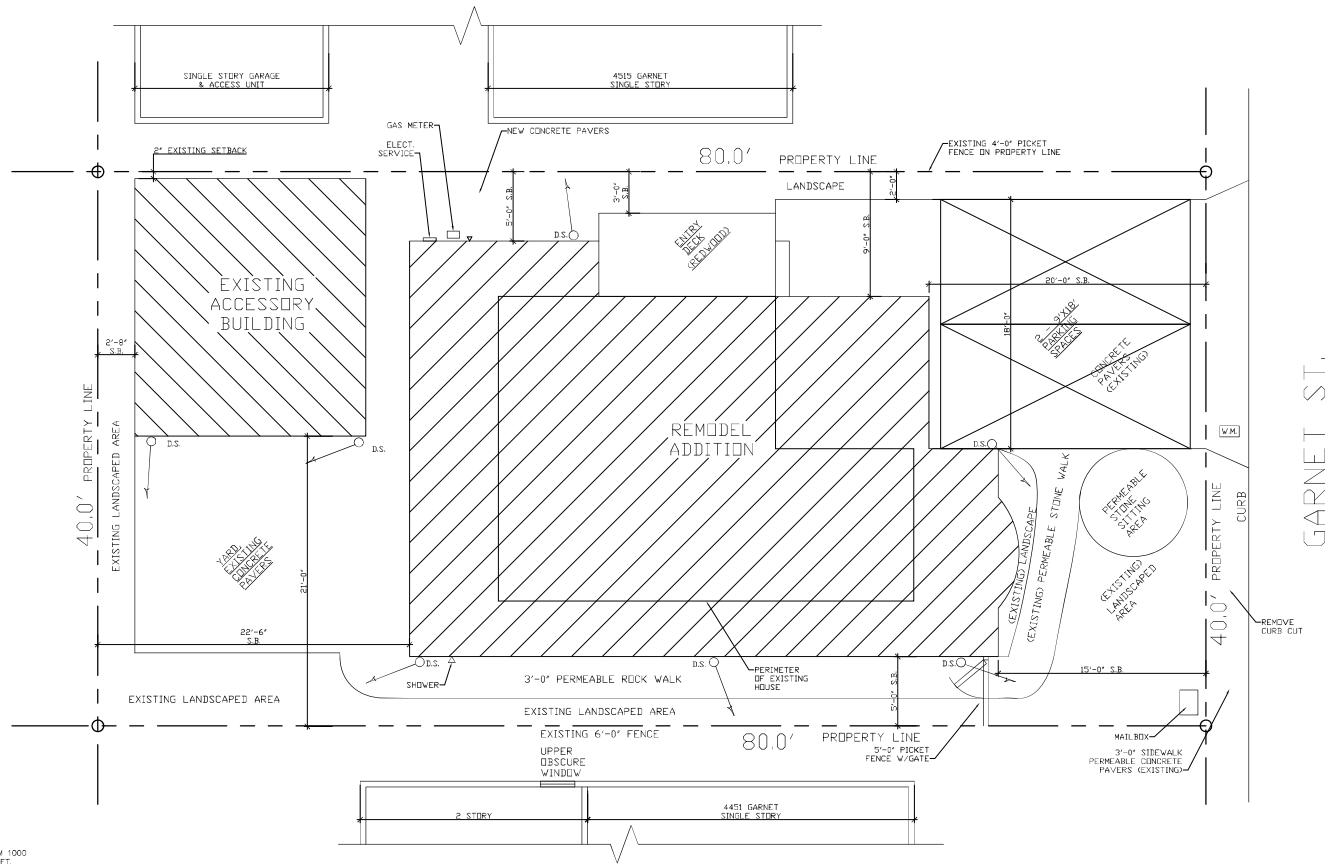 SINGLE STORY GARAGE
& ACCESS UNIT
4515 GARNET
SINGLE STORY
GAS METER
NEW CONCRETE PAVERS
ELECT.
SERVICE
2" EXISTING SETBACK
80.0' PROPERTY LINE
EXISTING 4'-0" PICKET
FENCE ON PROPERTY LINE
LANDSCAPE
2'-0"
5'-0" S.B.
3'-0"
S.B.
9'-0" S.B.
D.S.
ENTRY
DECK
(REDWOOD)
EXISTING
ACCESSORY
BUILDING
20'-0" S.B.
18'-0"
2 - 9'X18'
PARKING
SPACES
CONCRETE
PAVERS
(EXISTING)
2'-8"
S.B.
40.0' PROPERTY LINE
EXISTING LANDSCAPED AREA
D.S.
D.S.
REMODEL
ADDITION
D.S.
W.M.
GARNET ST.
CURB
PERMEABLE
STONE
SITTING
AREA
(EXISTING) LANDSCAPE
(EXISTING) PERMEABLE STONE WALK
(EXISTING)
LANDSCAPED
AREA
40.0' PROPERTY LINE
YARD,
EXISTING
CONCRETE
PAVERS
21'-0"
22'-6"
S.B.
REMOVE
CURB CUT
D.S.
SHOWER
3'-0" PERMEABLE ROCK WALK
D.S.
PERIMETER
OF EXISTING
HOUSE
5'-0" S.B.
D.S.
15'-0" S.B.
EXISTING LANDSCAPED AREA
EXISTING LANDSCAPED AREA
EXISTING 6'-0" FENCE
80.0' PROPERTY LINE
UPPER
OBSCURE
WINDOW
5'-0" PICKET
FENCE W/GATE
MAILBOX
3'-0" SIDEWALK
PERMEABLE CONCRETE
PAVERS (EXISTING)
2 STORY
4451 GARNET
SINGLE STORY
1000
FT.